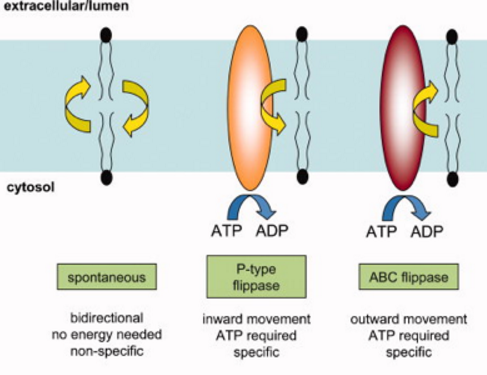 extracellular/lumen
cytosol
ATP ADP
ATP ADP
spontaneous
P-type
flippase
ABC flippase
bidirectional
no energy needed
non-specific
inward movement
ATP required
specific
outward movement
ATP required
specific